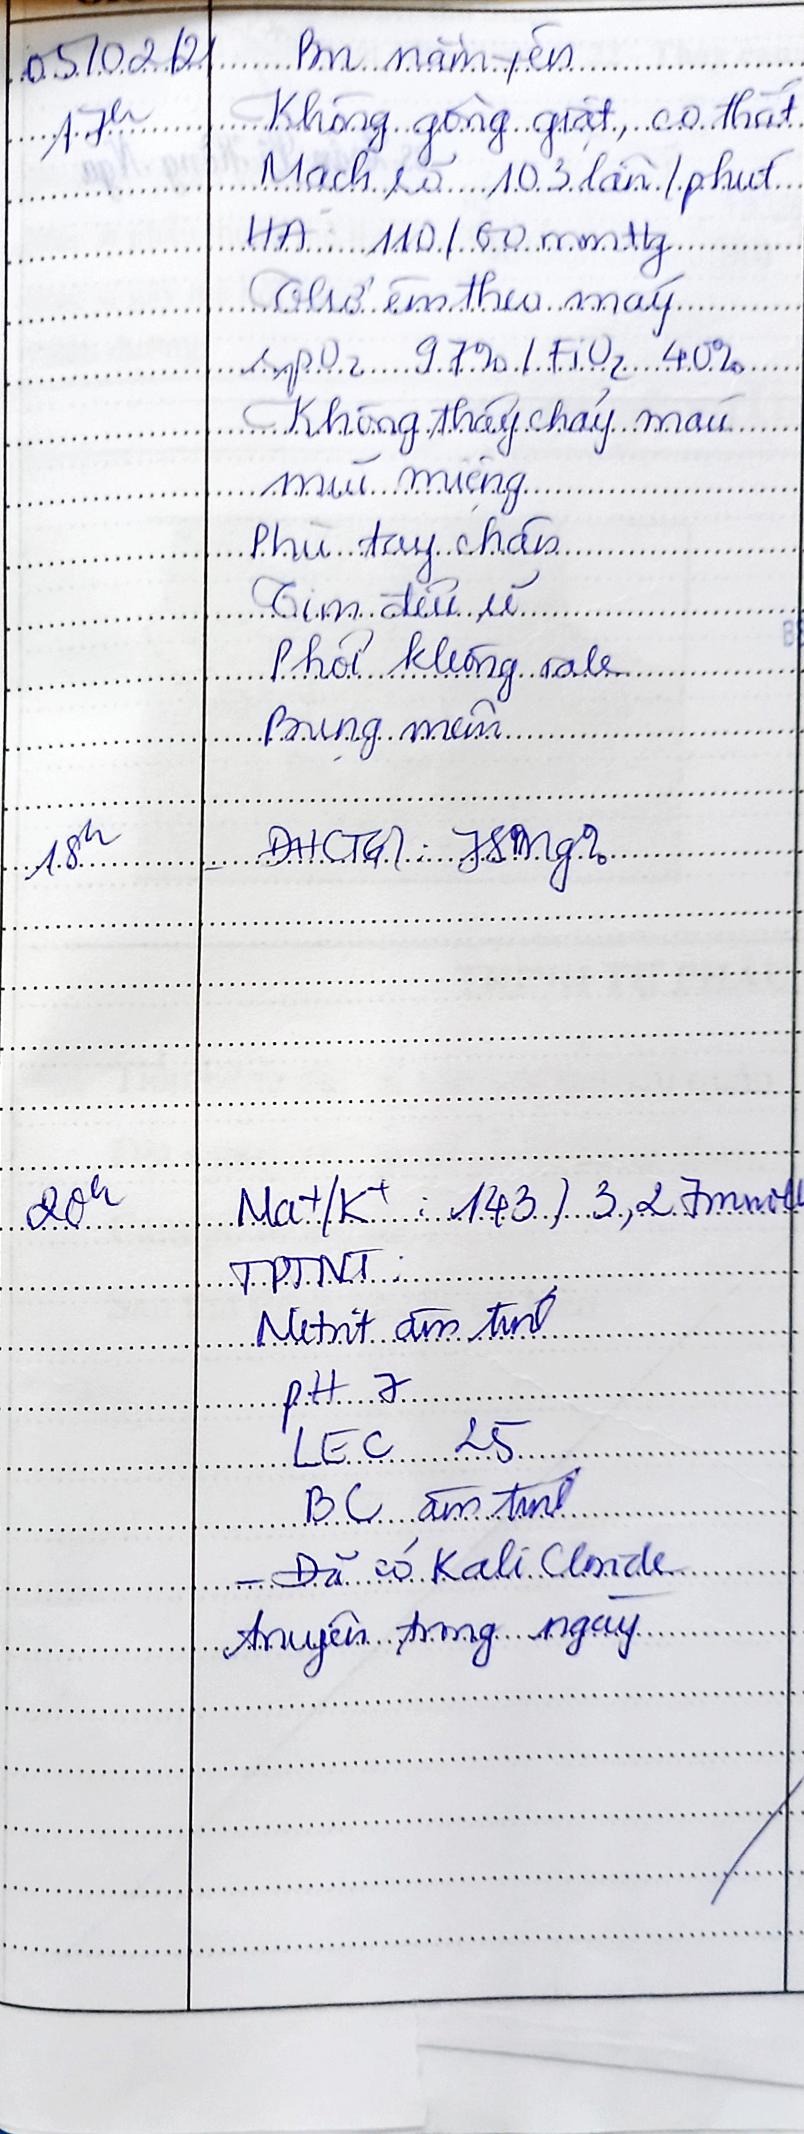 05/02/21 Bn nằm yên
17h Không gồng giật, co thắt
Mạch rõ 103 lần/phút
HA 110/60 mmHg
Thở êm theo máy
SpO2 97% / FiO2 40%
Không thấy chảy máu
mũi miệng
Phù tay chân
Tim đều rõ
Phổi không rale
Bụng mềm
18h - ĐHCT6h : 78mg%
20h Na+/K+ : 143 / 3,27mmol/l
TPTNT :
Nitrit âm tính
pH 7
LEC 25
BC âm tính
- Đã có Kali Cloride
truyền trong ngày